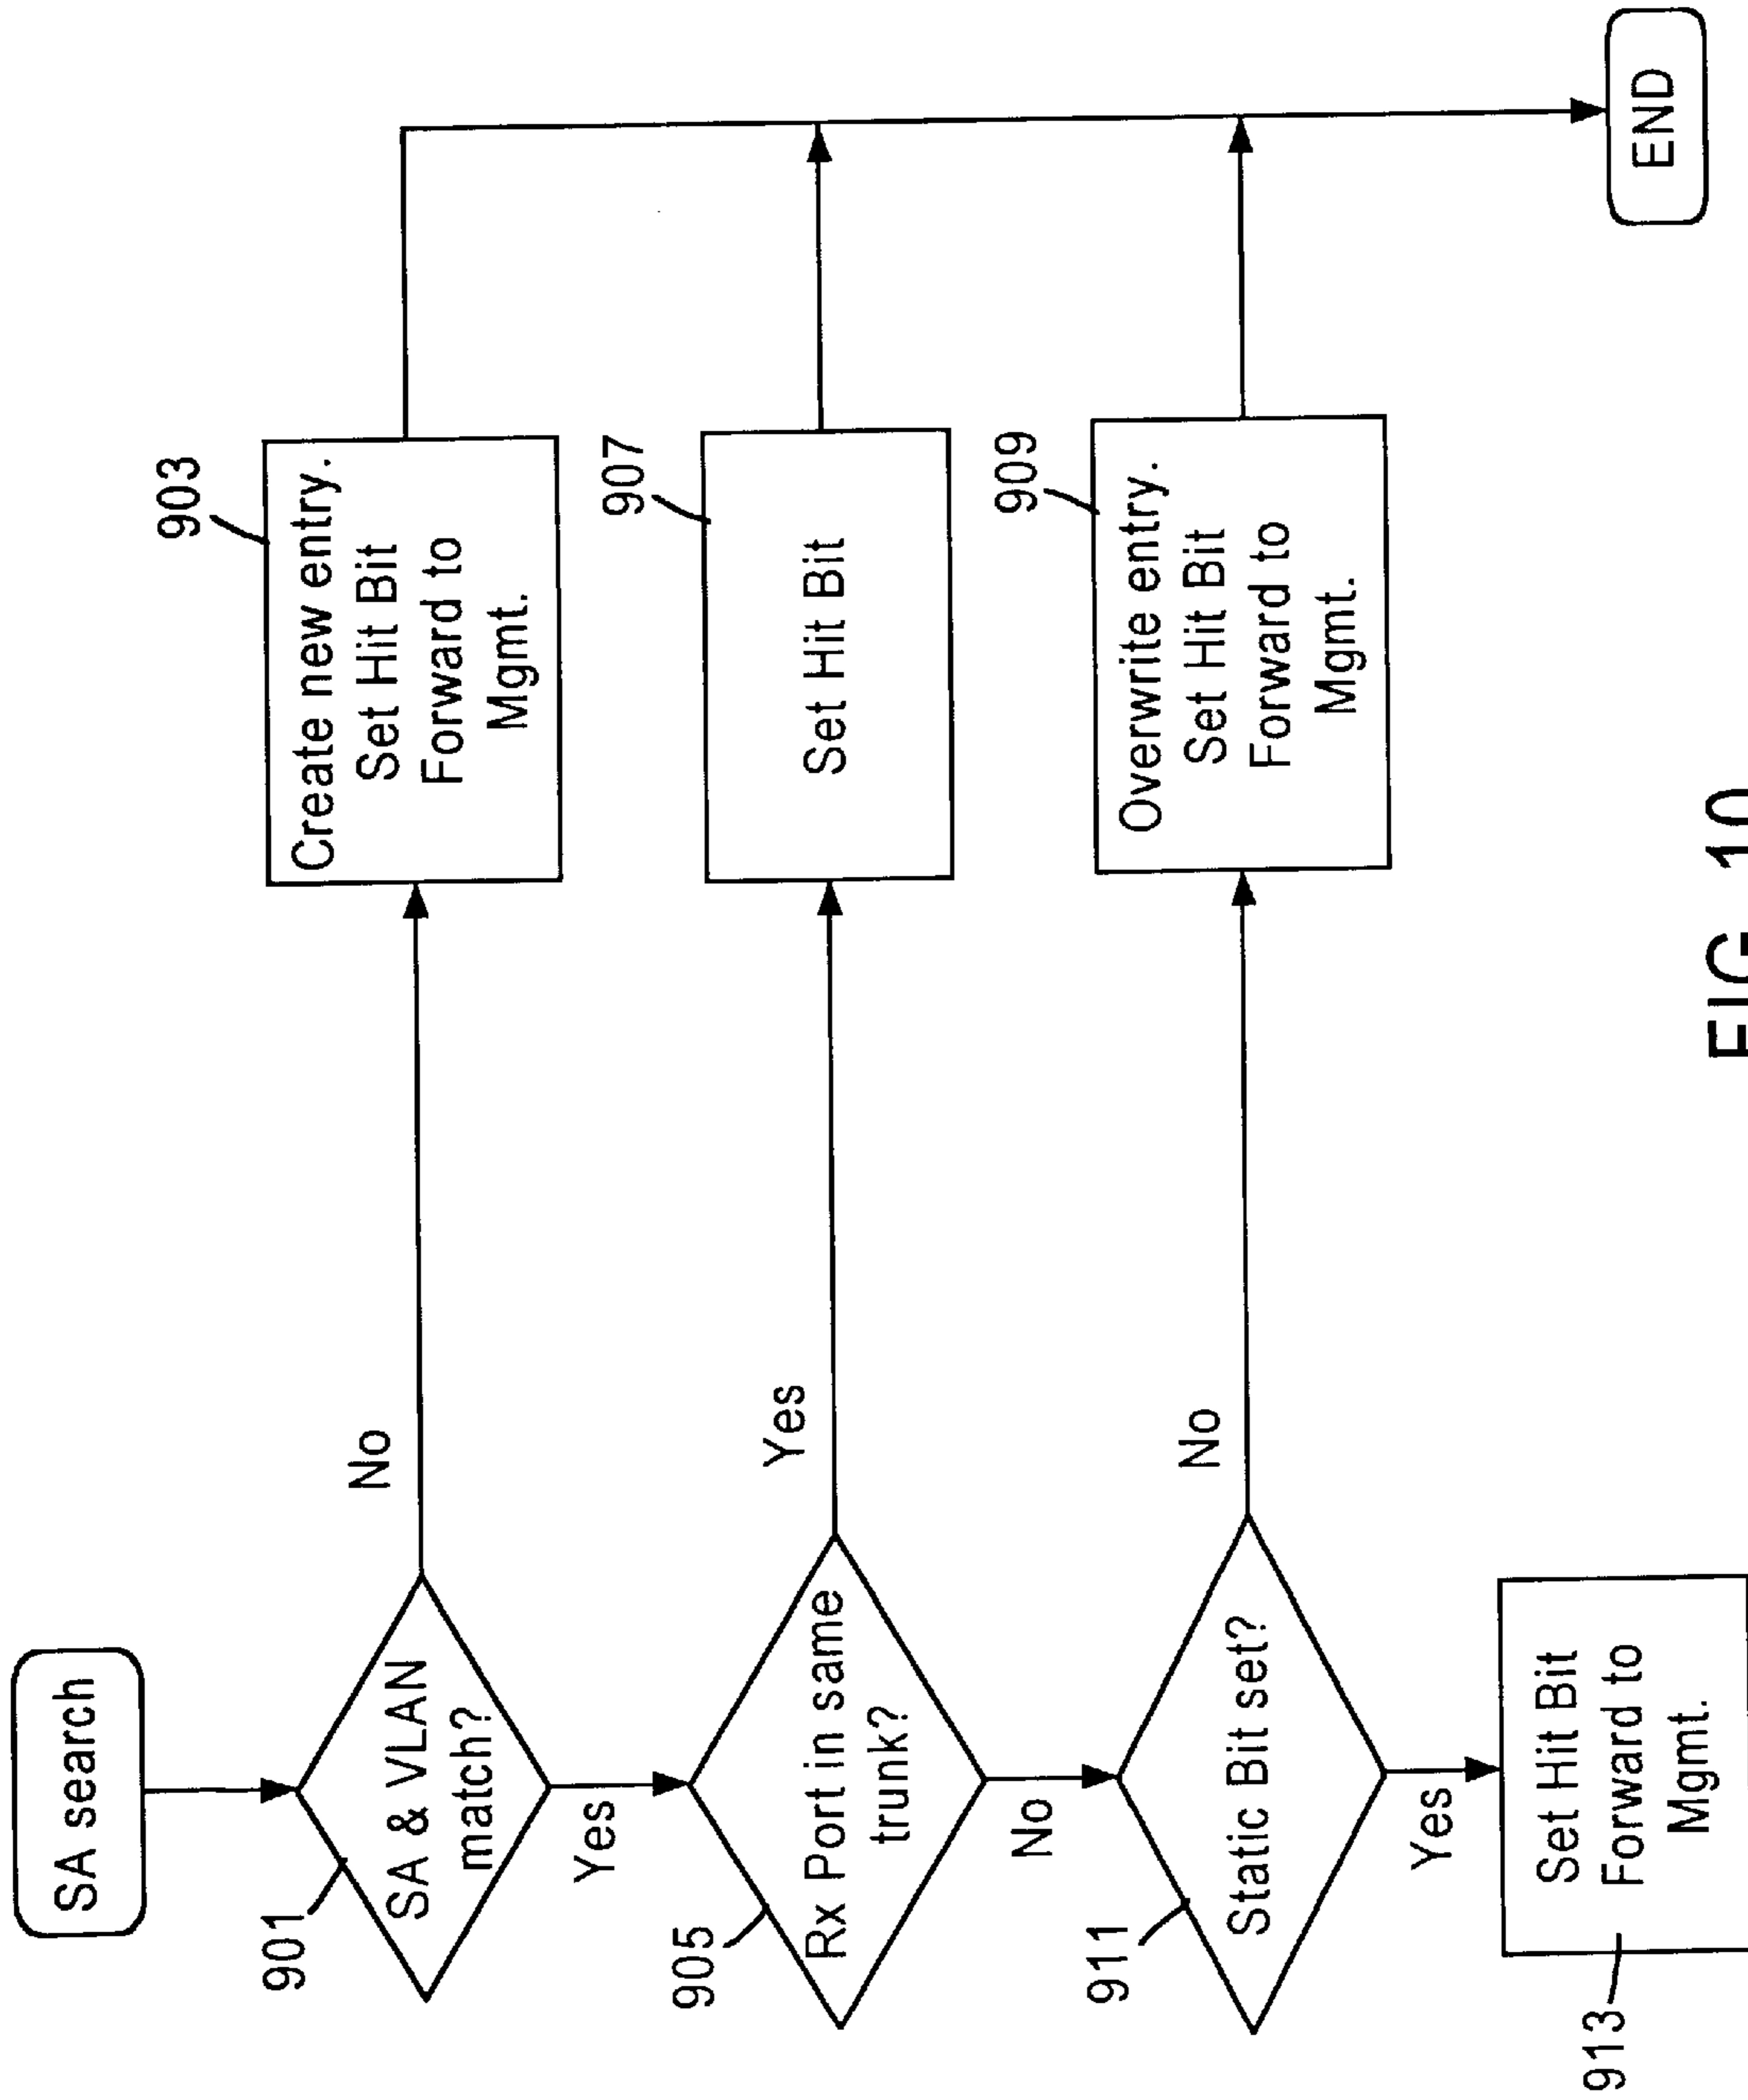 SA search
901
SA & VLAN
match?
No
903
Create new entry.
Set Hit Bit
Forward to
Mgmt.
Yes
905
Rx Port in same
trunk?
Yes
907
Set Hit Bit
No
911
Static Bit set?
No
909
Overwrite entry.
Set Hit Bit
Forward to
Mgmt.
Yes
913
Set Hit Bit
Forward to
Mgmt.
END
FIG. 10